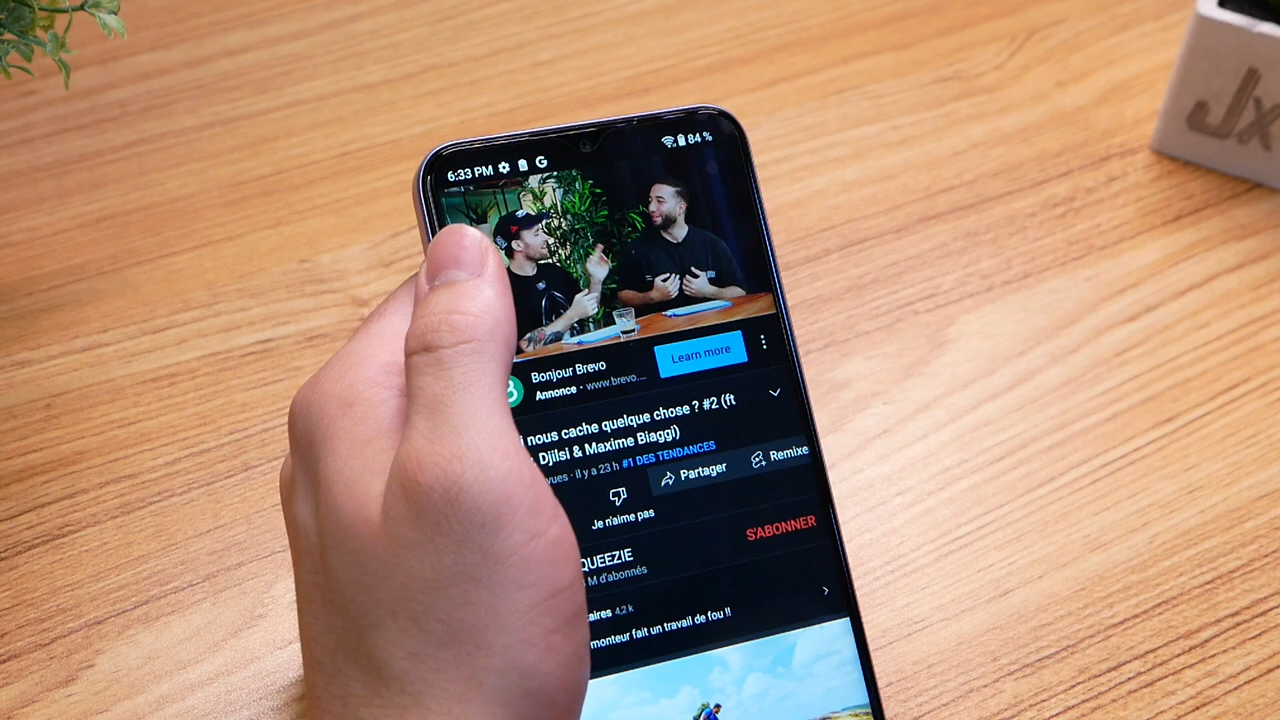 6:33 PM G 84 %
Jx
Bonjour Brevo
Annonce · www.brevo....
Learn more
i nous cache quelque chose ? #2 (ft
Djilsi & Maxime Biaggi)
vues · il y a 23 h #1 DES TENDANCES
Je n'aime pas
Partager
Remixe
QUEEZIE
M d'abonnés
S'ABONNER
aires 4,2 k
monteur fait un travail de fou !!